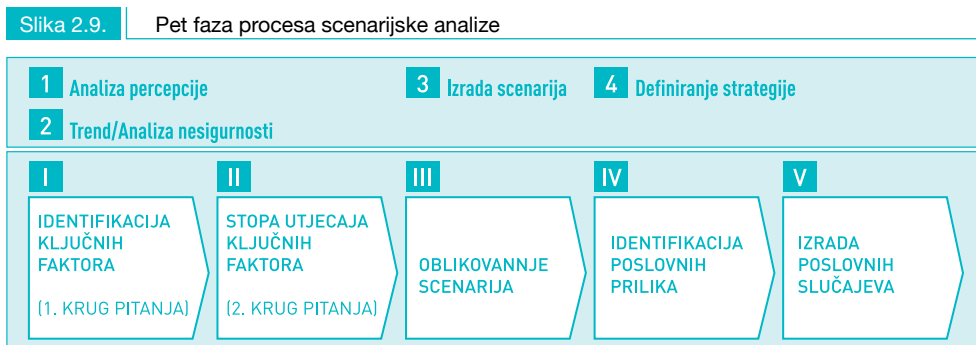 Slika 2.9. Pet faza procesa scenarijske analize
1 Analiza percepcije
2 Trend/Analiza nesigurnosti
3 Izrada scenarija
4 Definiranje strategije
I
IDENTIFIKACIJA
KLJUČNIH
FAKTORA
(1. KRUG PITANJA)
II
STOPA UTJECAJA
KLJUČNIH
FAKTORA
(2. KRUG PITANJA)
III
OBLIKOVANNJE
SCENARIJA
IV
IDENTIFIKACIJA
POSLOVNIH
PRILIKA
V
IZRADA
POSLOVNIH
SLUČAJEVA